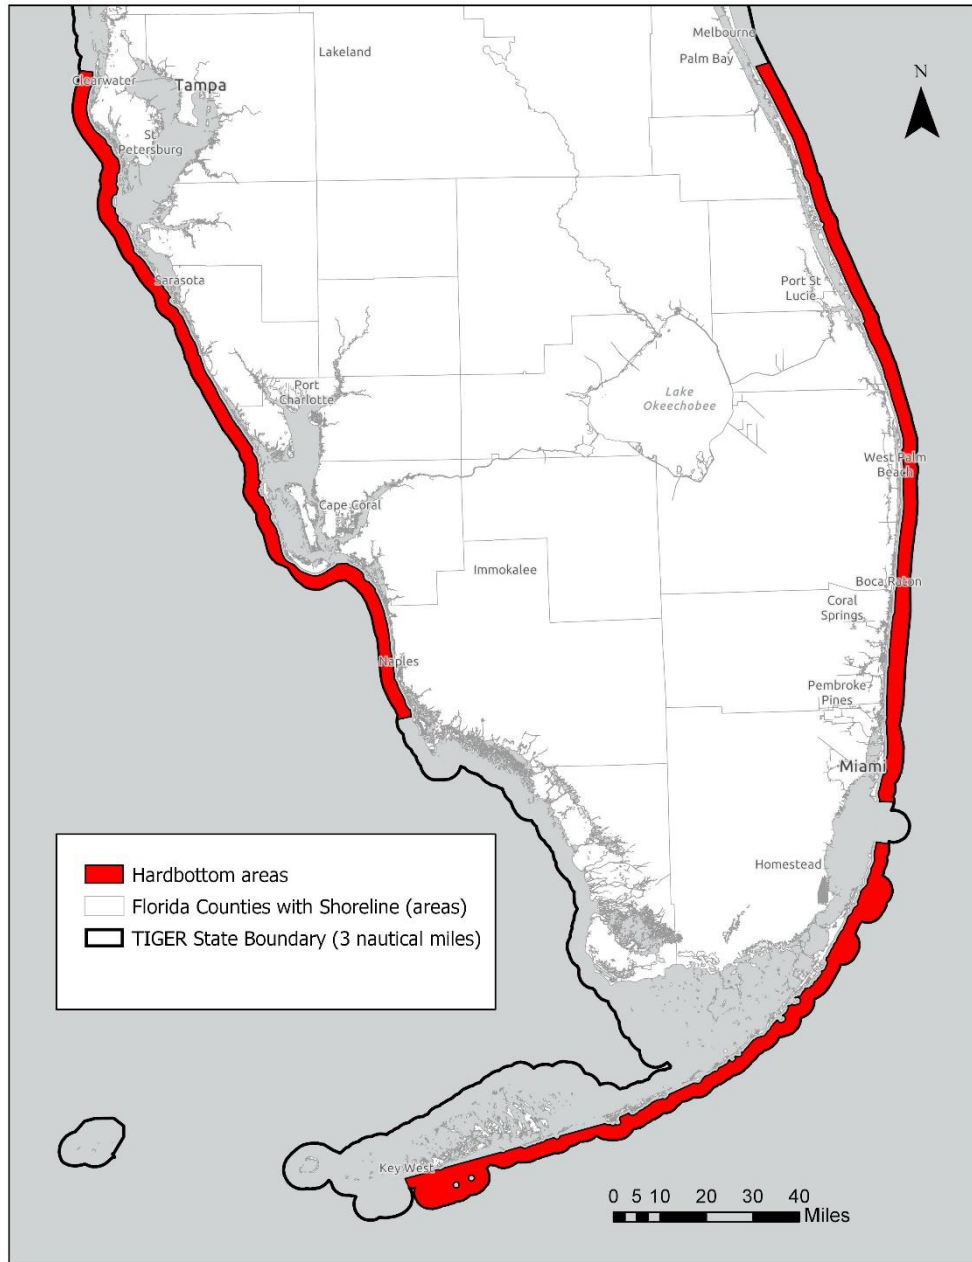 Melbourne
Lakeland
Palm Bay
N
Clearwater
Tampa
St
Petersburg
Sarasota
Port St
Lucie
Port
Charlotte
Lake
Okeechobee
West Palm
Beach
Cape Coral
Immokalee
Boca Raton
Coral
Springs
Naples
Pembroke
Pines
Miami
Homestead
Hardbottom areas
Florida Counties with Shoreline (areas)
TIGER State Boundary (3 nautical miles)
Key West
0 5 10 20 30 40
Miles